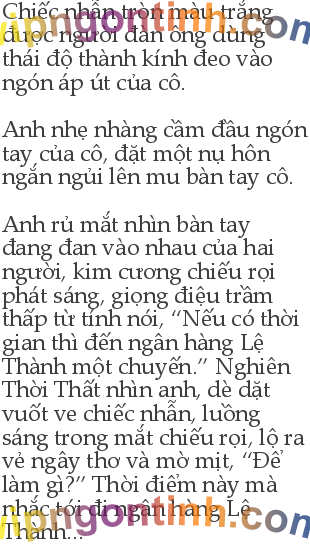 Chiếc nhẫn tròn màu trắng
được người đàn ông dùng
thái độ thành kính đeo vào
ngón áp út của cô.
Anh nhẹ nhàng cầm đầu ngón
tay của cô, đặt một nụ hôn
ngắn ngủi lên mu bàn tay cô.
Anh rủ mắt nhìn bàn tay
đang đan vào nhau của hai
người, kim cương chiếu rọi
phát sáng, giọng điệu trầm
thấp từ tính nói, “Nếu có thời
gian thì đến ngân hàng Lệ
Thành một chuyến.” Nghiên
Thời Thất nhìn anh, dè dặt
vuốt ve chiếc nhẫn, luồng
sáng trong mắt chiếu rọi, lộ ra
vẻ ngây thơ và mờ mịt, “Để
làm gì?” Thời điểm này mà
nhắc tới đi ngân hàng Lệ
Thành...
vipngontinh.com
vipngontinh.com